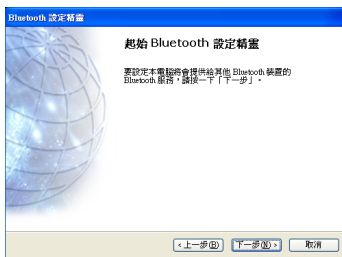 Bluetooth 設定精靈
起始 Bluetooth 設定精靈
要設定本電腦將會提供給其他 Bluetooth 裝置的
Bluetooth 服務，請按一下「下一步」。
<上一步(B)
下一步(N)>
取消